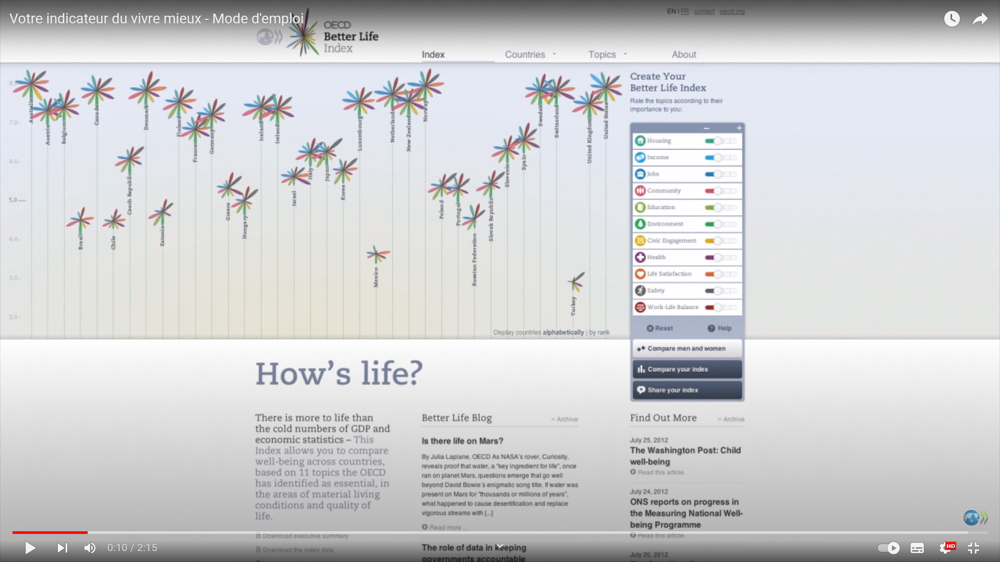 Votre indicateur du vivre mieux - Mode d'emploi
EN | FR contact oecd.org
OECD
Better Life
Index
Index Countries Topics About
8.0
7.0
6.0
5.0
4.0
3.0
2.0
Australia
Austria
Belgium
Brazil
Canada
Chile
Czech Republic
Denmark
Estonia
Finland
France
Germany
Greece
Hungary
Iceland
Ireland
Israel
Italy
Japan
Korea
Luxembourg
Mexico
Netherlands
New Zealand
Norway
Poland
Portugal
Russian Federation
Slovak Republic
Slovenia
Spain
Sweden
Switzerland
Turkey
United Kingdom
United States
Display countries alphabetically | by rank
Create Your
Better Life Index
Rate the topics according to their
importance to you:
Housing
Income
Jobs
Community
Education
Environment
Civic Engagement
Health
Life Satisfaction
Safety
Work-Life Balance
Reset Help
Compare men and women
Compare your index
Share your index
How's life?
There is more to life than
the cold numbers of GDP and
economic statistics – This
Index allows you to compare
well-being across countries,
based on 11 topics the OECD
has identified as essential, in
the areas of material living
conditions and quality of
life.
Download executive summary
Download the index data
Better Life Blog » Archive
Is there life on Mars?
By Julia Laplane, OECD As NASA's rover, Curiosity,
reveals proof that water, a "key ingredient for life", once
ran on planet Mars, questions emerge that go well
beyond David Bowie's enigmatic song title. If water was
present on Mars for "thousands or millions of years",
what happened to cause desertification and replace
vigorous streams with [...]
Read more ...
The role of data in keeping
governments accountable
Find Out More » Archive
July 25, 2012
The Washington Post: Child
well-being
Read this article.
July 24, 2012
ONS reports on progress in
the Measuring National Well-
being Programme
Read this article.
July 20, 2012
0:10 / 2:15
HD